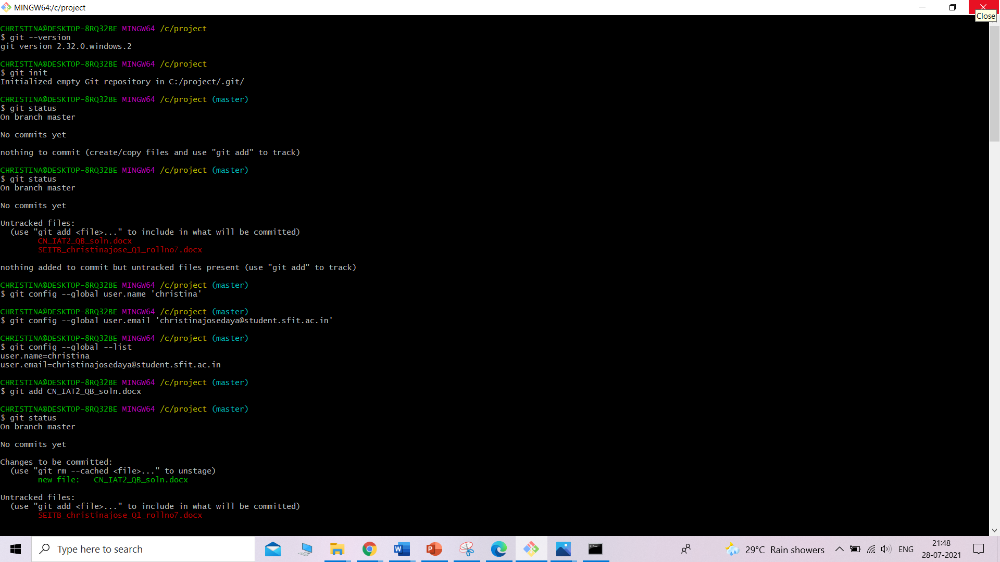 MINGW64:/c/project
Close
CHRISTINA@DESKTOP-8RQ32BE MINGW64 /c/project
$ git --version
git version 2.32.0.windows.2
CHRISTINA@DESKTOP-8RQ32BE MINGW64 /c/project
$ git init
Initialized empty Git repository in C:/project/.git/
CHRISTINA@DESKTOP-8RQ32BE MINGW64 /c/project (master)
$ git status
On branch master
No commits yet
nothing to commit (create/copy files and use "git add" to track)
CHRISTINA@DESKTOP-8RQ32BE MINGW64 /c/project (master)
$ git status
On branch master
No commits yet
Untracked files:
  (use "git add <file>..." to include in what will be committed)
        CN_IAT2_QB_soln.docx
        SEITB_christinajose_Q1_rollno7.docx
nothing added to commit but untracked files present (use "git add" to track)
CHRISTINA@DESKTOP-8RQ32BE MINGW64 /c/project (master)
$ git config --global user.name 'christina'
CHRISTINA@DESKTOP-8RQ32BE MINGW64 /c/project (master)
$ git config --global user.email 'christinajosedaya@student.sfit.ac.in'
CHRISTINA@DESKTOP-8RQ32BE MINGW64 /c/project (master)
$ git config --global --list
user.name=christina
user.email=christinajosedaya@student.sfit.ac.in
CHRISTINA@DESKTOP-8RQ32BE MINGW64 /c/project (master)
$ git add CN_IAT2_QB_soln.docx
CHRISTINA@DESKTOP-8RQ32BE MINGW64 /c/project (master)
$ git status
On branch master
No commits yet
Changes to be committed:
  (use "git rm --cached <file>..." to unstage)
        new file:   CN_IAT2_QB_soln.docx
Untracked files:
  (use "git add <file>..." to include in what will be committed)
        SEITB_christinajose_Q1_rollno7.docx
Type here to search
29°C Rain showers
ENG
21:48
28-07-2021